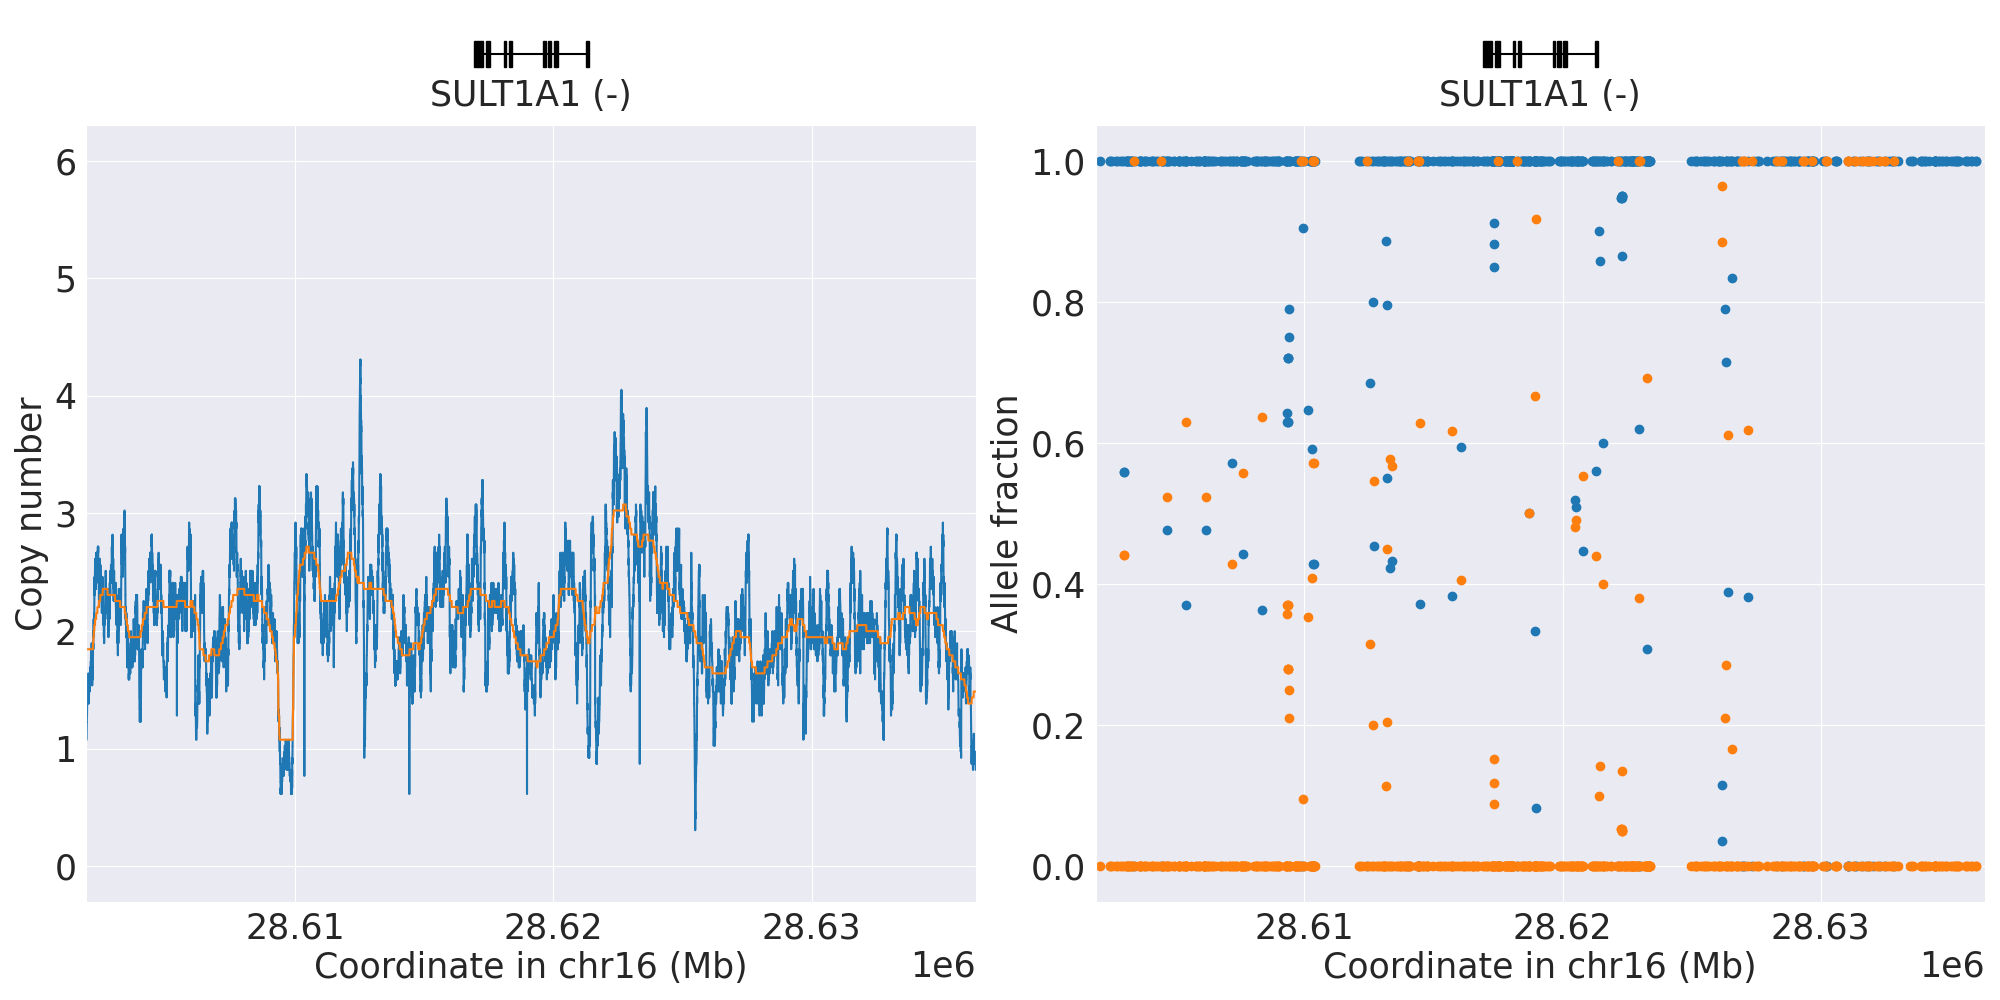 SULT1A1 (-)
6
5
4
3
2
1
0
Copy number
28.61
28.62
28.63
Coordinate in chr16 (Mb)
1e6
SULT1A1 (-)
1.0
0.8
0.6
0.4
0.2
0.0
Allele fraction
28.61
28.62
28.63
Coordinate in chr16 (Mb)
1e6